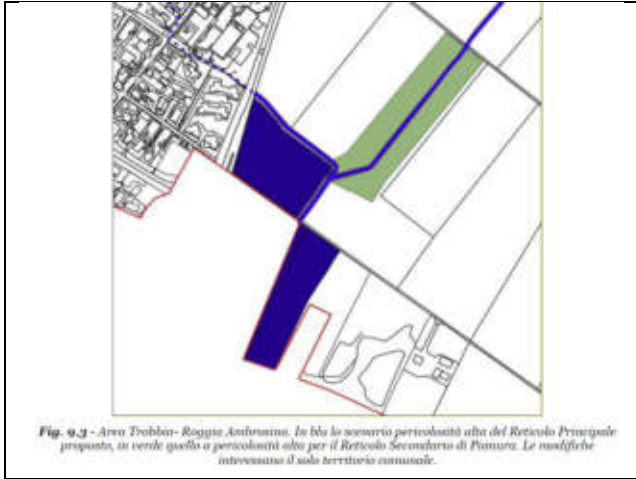 Fig. 9.3 - Area Trobbia- Roggia Ambrosina. In blu lo scenario pericolosità alta del Reticolo Principale
proposto, in verde quello a pericolosità alta per il Reticolo Secondario di Pianura. Le modifiche
interessano il solo territorio comunale.